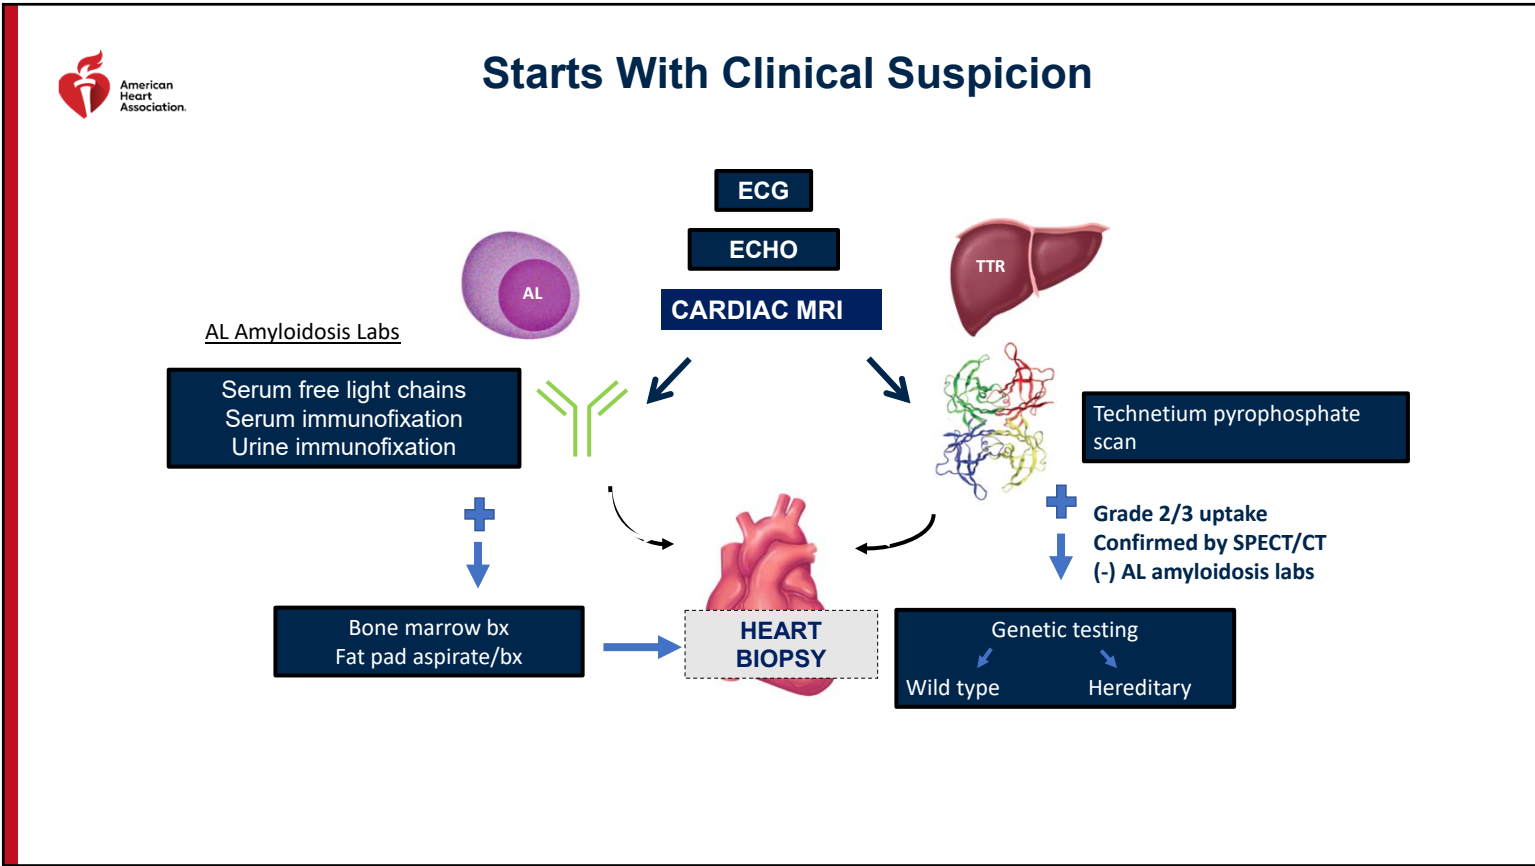 American
Heart
Association.
Starts With Clinical Suspicion
ECG
ECHO
CARDIAC MRI
AL
TTR
AL Amyloidosis Labs
Serum free light chains
Serum immunofixation
Urine immunofixation
Technetium pyrophosphate
scan
Grade 2/3 uptake
Confirmed by SPECT/CT
(-) AL amyloidosis labs
Bone marrow bx
Fat pad aspirate/bx
HEART
BIOPSY
Genetic testing
Wild type Hereditary